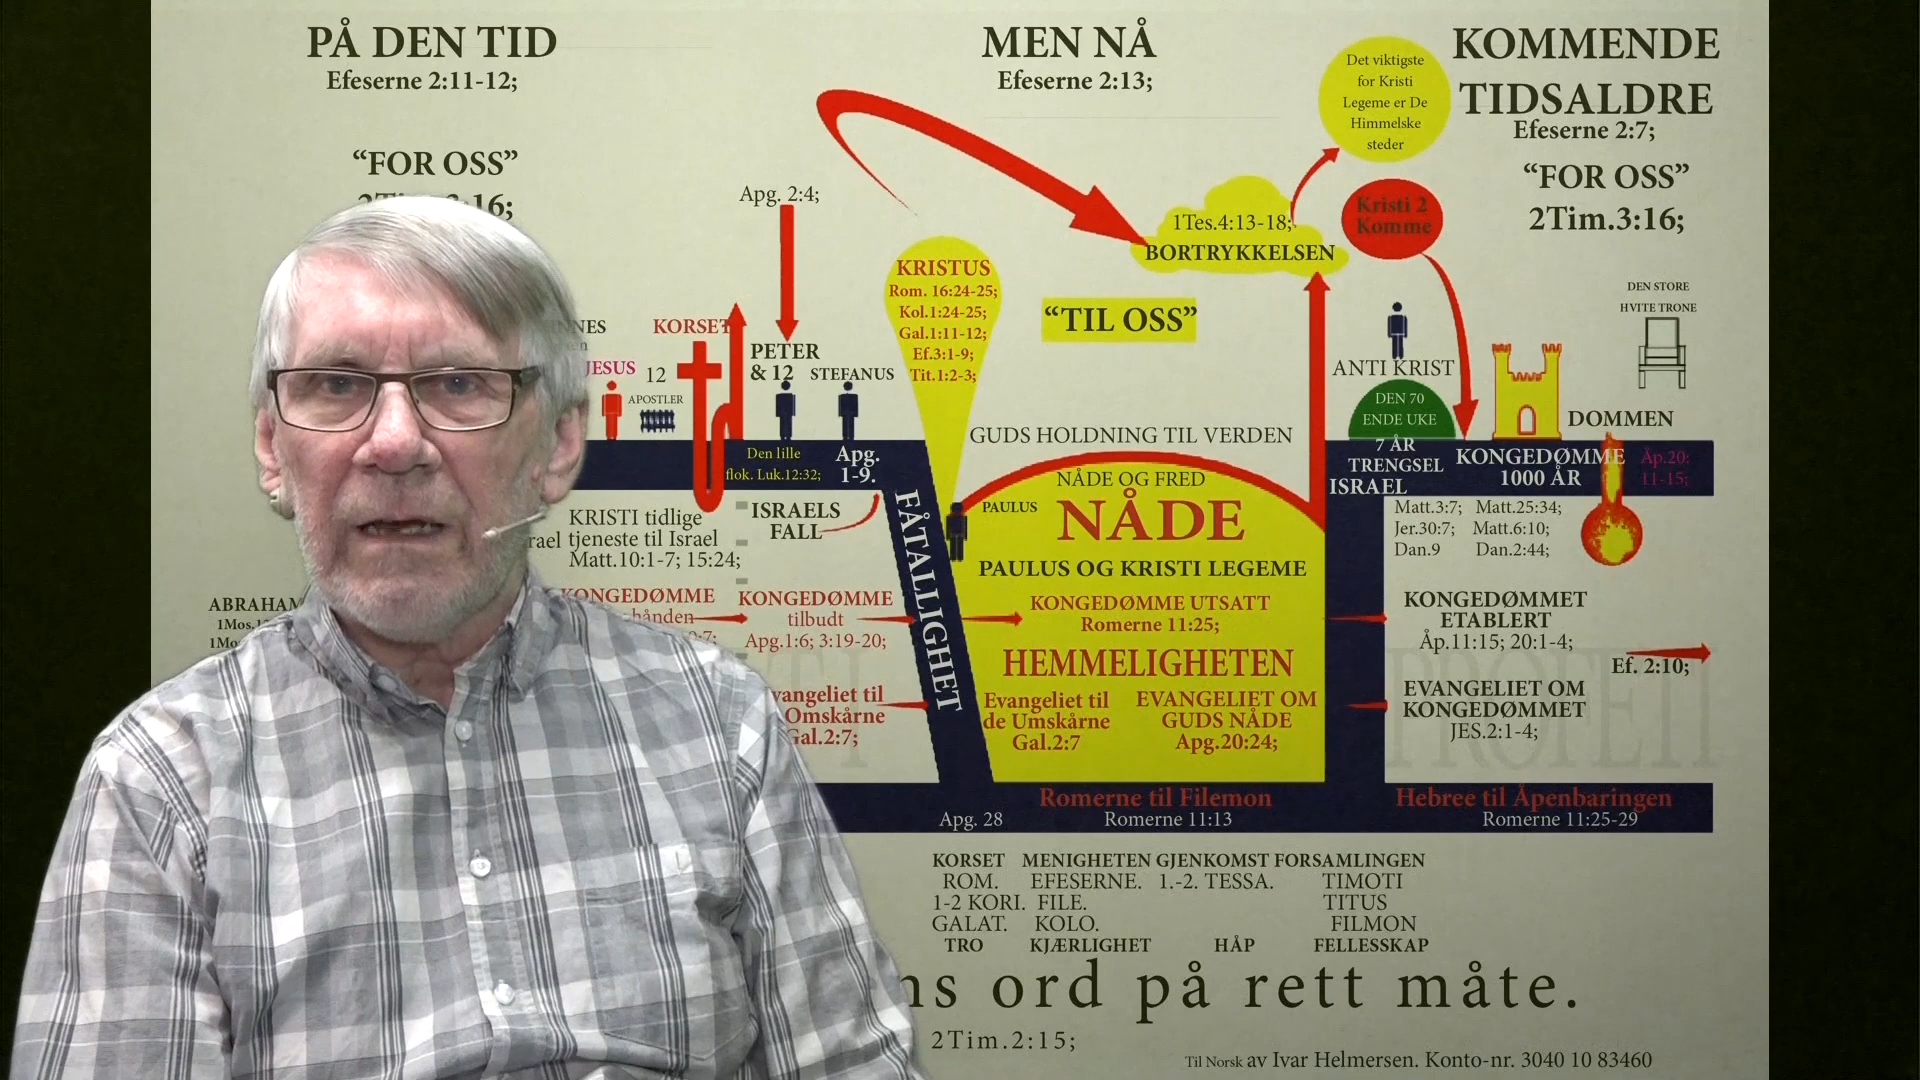 PÅ DEN TID
Efeserne 2:11-12;
“FOR OSS”
16;
MEN NÅ
Efeserne 2:13;
Det viktigste
for Kristi
Legeme er De
Himmelske
steder
KOMMENDE
TIDSALDRE
Efeserne 2:7;
“FOR OSS”
2Tim.3:16;
Apg. 2:4;
1Tes.4:13-18;
BORTRYKKELSEN
Kristi 2
Komme
KRISTUS
Rom. 16:24-25;
Kol.1:24-25;
Gal.1:11-12;
Ef.3:1-9;
Tit.1:2-3;
“TIL OSS”
DEN STORE
HVITE TRONE
KORSET
JESUS
12
APOSTLER
PETER
& 12
STEFANUS
ANTI KRIST
DEN 70
ENDE UKE
DOMMEN
GUDS HOLDNING TIL VERDEN
Den lille
flok. Luk.12:32;
Apg.
1-9.
7 ÅR
TRENGSEL
ISRAEL
KONGEDØMME
1000 ÅR
Åp.20:
11-15;
NÅDE OG FRED
PAULUS
NÅDE
ISRAELS
FALL
FÅTALLIGHET
KRISTI tidlige
tjeneste til Israel
Matt.10:1-7; 15:24;
Matt.3:7; Matt.25:34;
Jer.30:7; Matt.6:10;
Dan.9 Dan.2:44;
PAULUS OG KRISTI LEGEME
ABRAHAM
KONGEDØMME
KONGEDØMME
tilbudt
Apg.1:6; 3:19-20;
KONGEDØMME UTSATT
Romerne 11:25;
KONGEDØMMET
ETABLERT
Åp.11:15; 20:1-4;
HEMMELIGHETEN
Ef. 2:10;
til
Omskårne
Gal.2:7;
Evangeliet til
de Umskårne
Gal.2:7
EVANGELIET OM
GUDS NÅDE
Apg.20:24;
EVANGELIET OM
KONGEDØMMET
JES.2:1-4;
Romerne til Filemon
Apg. 28
Romerne 11:13
Hebree til Åpenbaringen
Romerne 11:25-29
KORSET MENIGHETEN GJENKOMST FORSAMLINGEN
ROM. EFESERNE. 1.-2. TESSA. TIMOTI
1-2 KORI. FILE. TITUS
GALAT. KOLO. FILMON
TRO KJÆRLIGHET HÅP FELLESSKAP
ord på rett måte.
2Tim.2:15;
Til Norsk av Ivar Helmersen. Konto-nr. 3040 10 83460